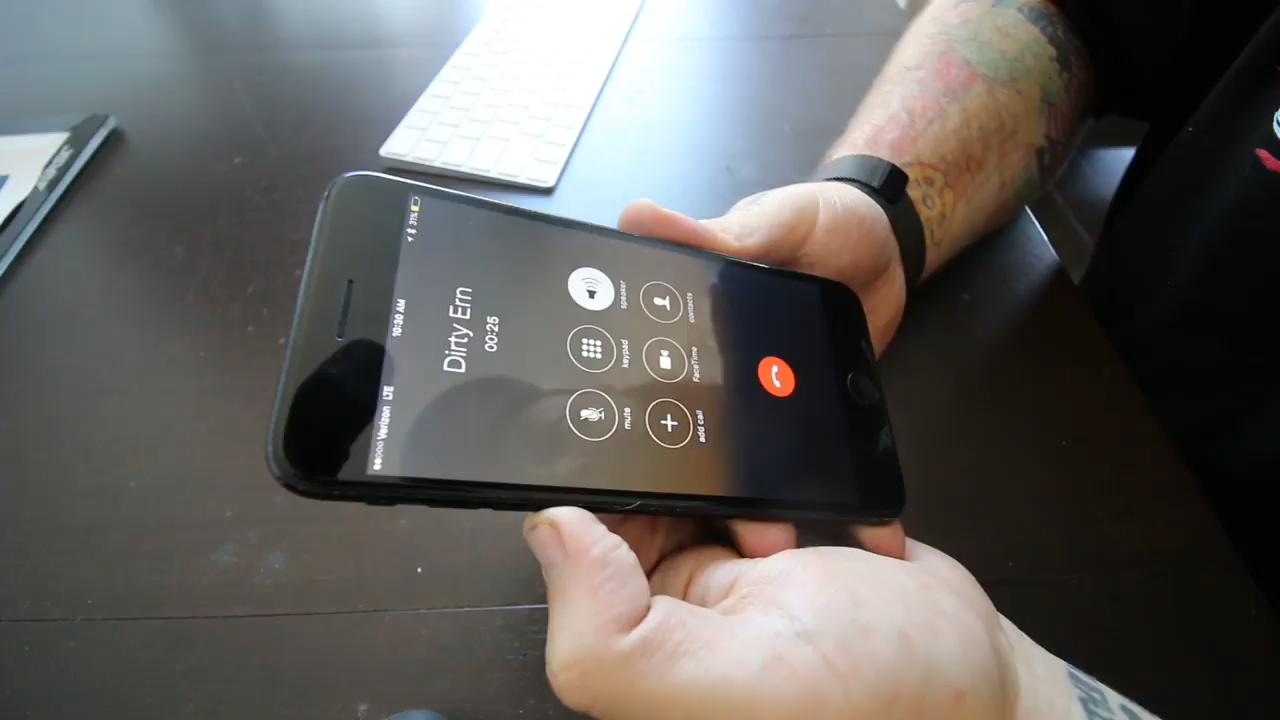 ●●○○○ Verizon LTE 10:30 AM 31%
Dirty Ern
00:25
mute keypad speaker
add call FaceTime contacts